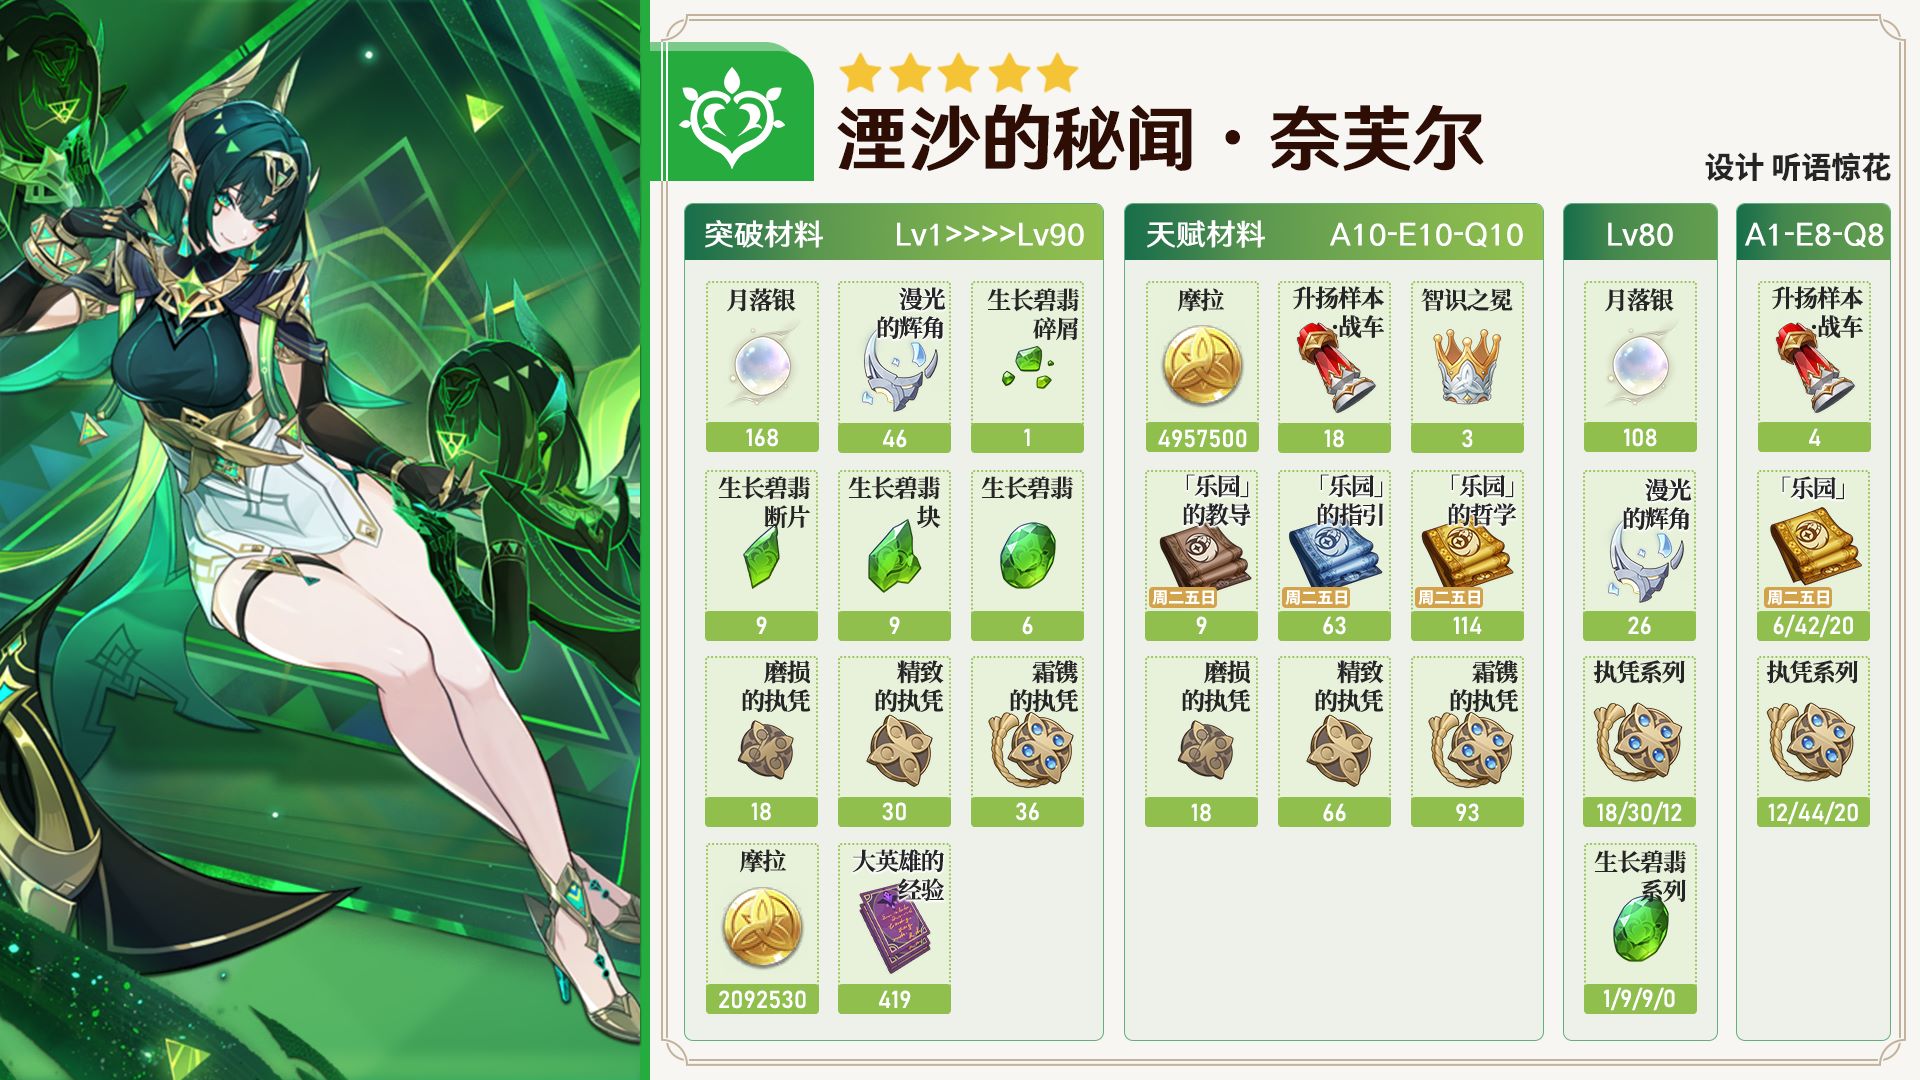 湮沙的秘闻·奈芙尔
设计 听语惊花
突破材料 Lv1>>>>Lv90
月落银
168
漫光
的辉角
46
生长碧翡
碎屑
1
生长碧翡
断片
9
生长碧翡
块
9
生长碧翡
6
磨损
的执凭
18
精致
的执凭
30
霜镌
的执凭
36
摩拉
2092530
大英雄的
经验
419
天赋材料 A10-E10-Q10
摩拉
4957500
升扬样本
·战车
18
智识之冕
3
「乐园」
的教导
周二五日
9
「乐园」
的指引
周二五日
63
「乐园」
的哲学
周二五日
114
磨损
的执凭
18
精致
的执凭
66
霜镌
的执凭
93
Lv80
月落银
108
漫光
的辉角
26
执凭系列
18/30/12
生长碧翡
系列
1/9/9/0
A1-E8-Q8
升扬样本
·战车
4
「乐园」
周二五日
6/42/20
执凭系列
12/44/20